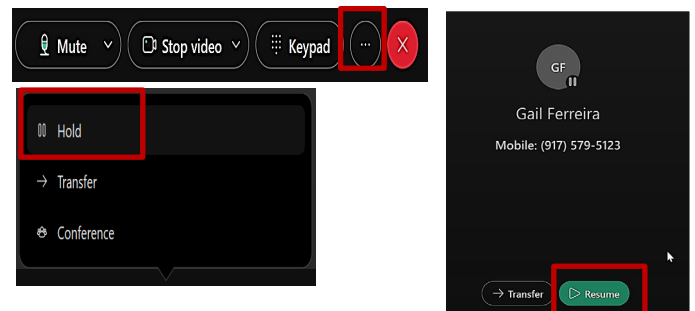 Mute Stop video Keypad ...
Hold
Transfer
Conference
GF
Gail Ferreira
Mobile: (917) 579-5123
Transfer Resume